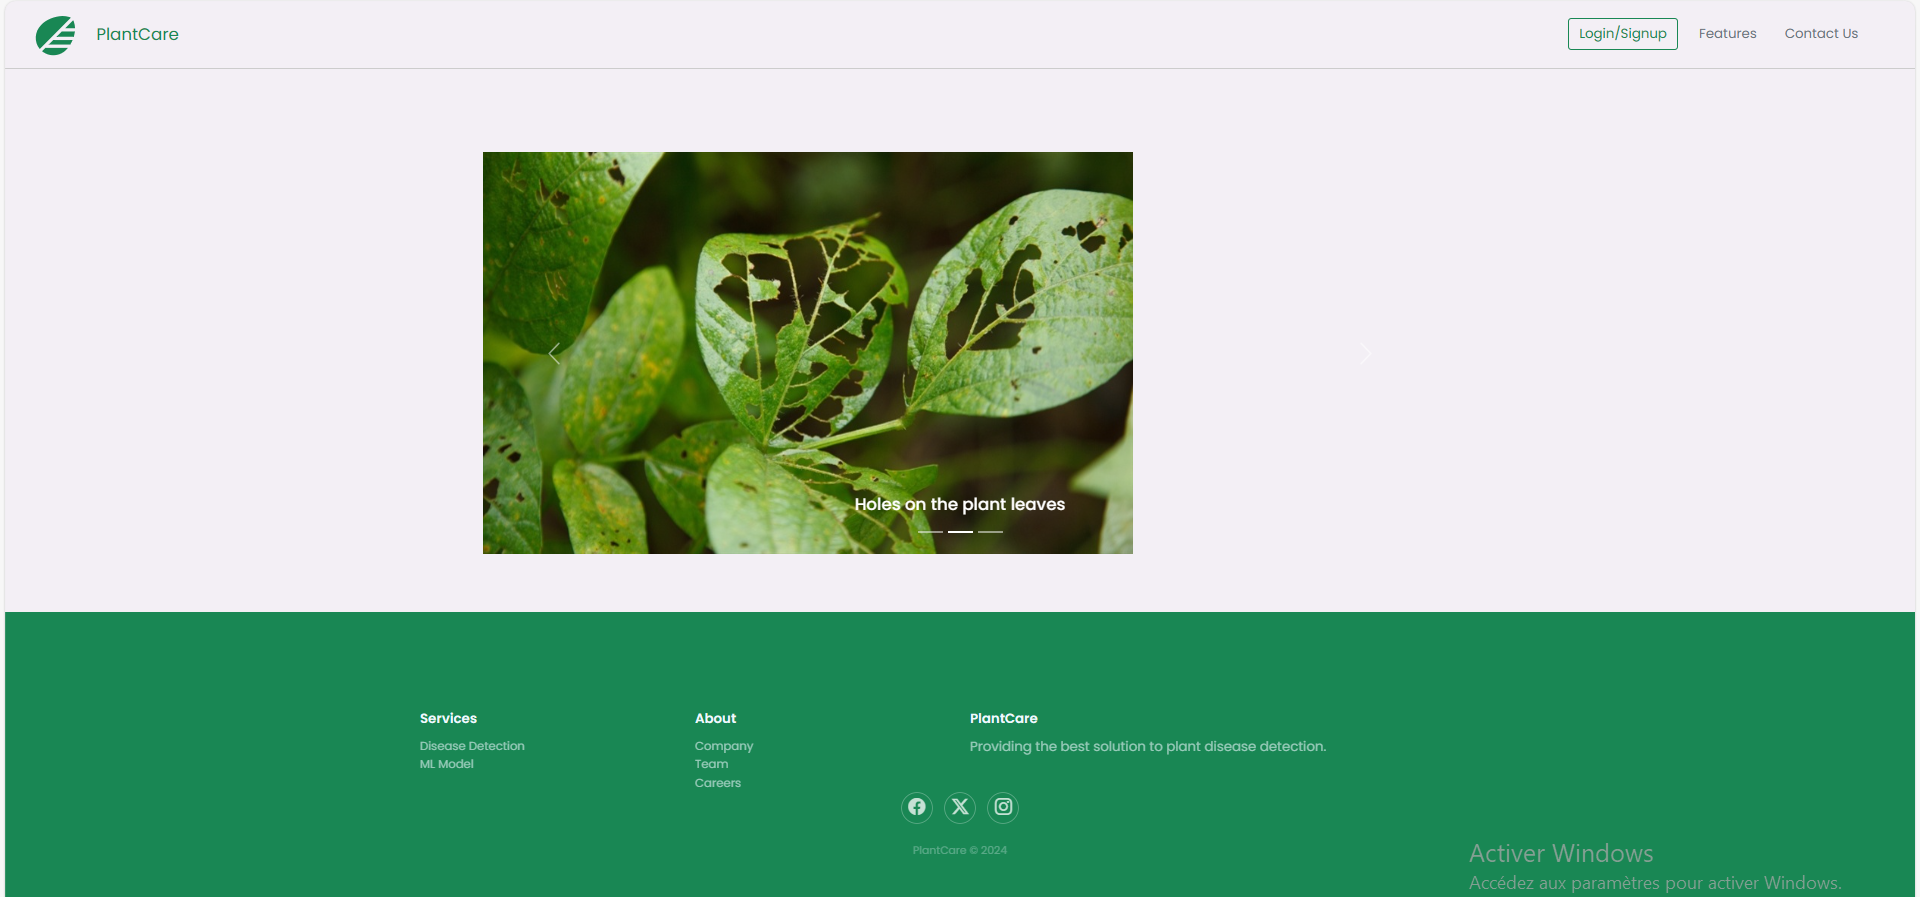 PlantCare
Login/Signup
Features
Contact Us
Holes on the plant leaves
Services
Disease Detection
ML Model
About
Company
Team
Careers
PlantCare
Providing the best solution to plant disease detection.
PlantCare © 2024
Activer Windows
Accédez aux paramètres pour activer Windows.